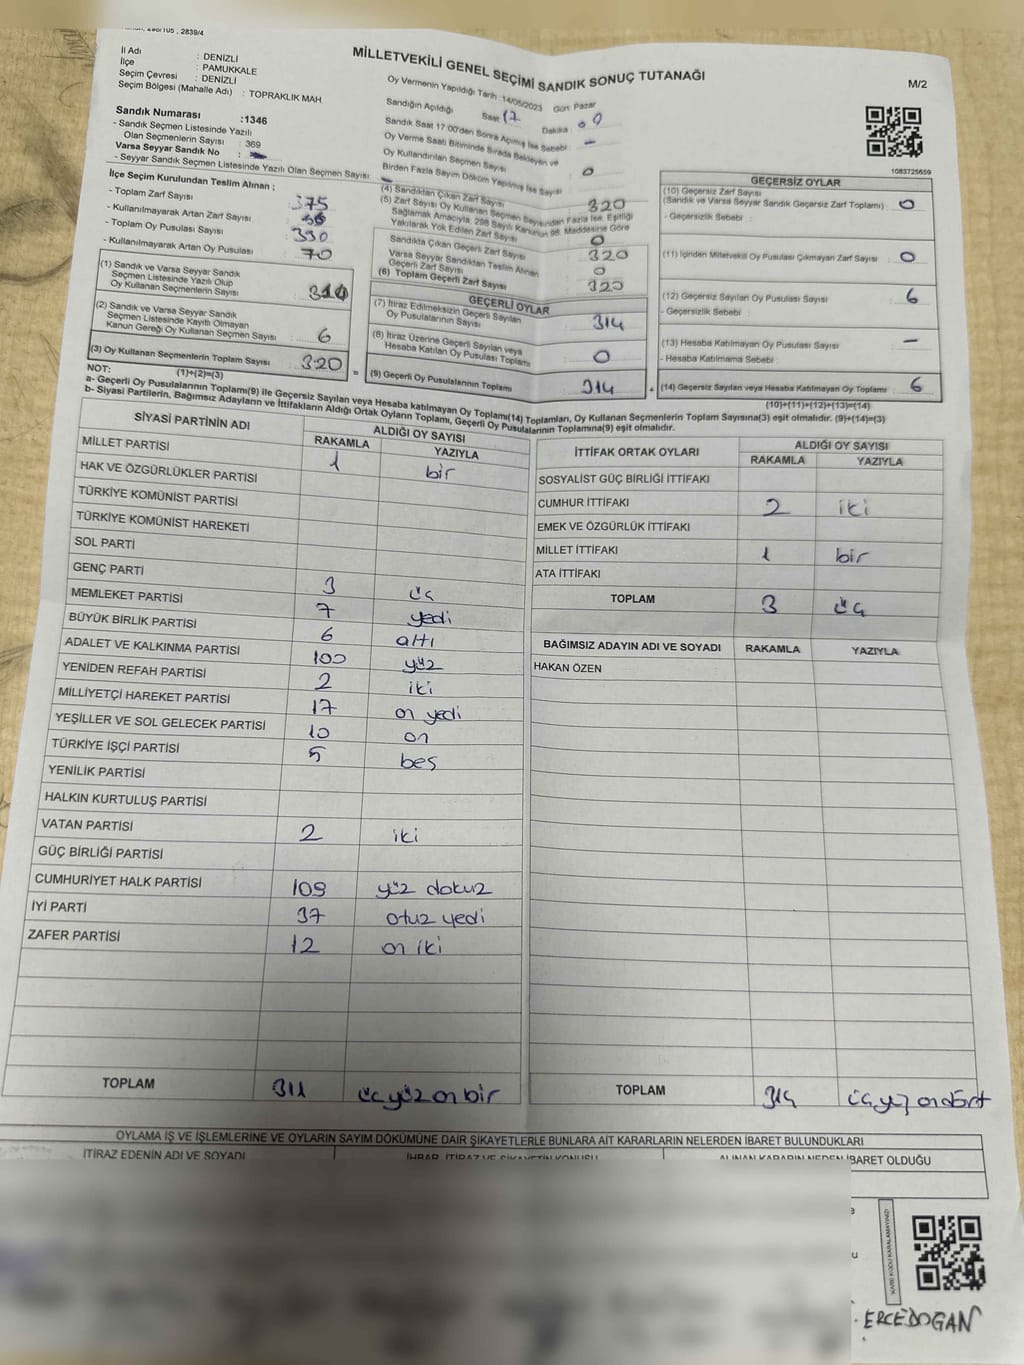 2839/4
MİLLETVEKİLİ GENEL SEÇİMİ SANDIK SONUÇ TUTANAĞI
M/2
İl Adı : DENİZLİ
İlçe : PAMUKKALE
Seçim Çevresi : DENİZLİ
Seçim Bölgesi (Mahalle Adı) : TOPRAKLIK MAH.
Sandık Numarası : 1346
- Sandık Seçmen Listesinde Yazılı
Olan Seçmenlerin Sayısı : 369
Varsa Seyyar Sandık No :
- Seyyar Sandık Seçmen Listesinde Yazılı Olan Seçmen Sayısı:
Oy Vermenin Yapıldığı Tarih :14/05/2023 Gün: Pazar
Sandığın Açıldığı Saat: 17 Dakika : 00
Sandık Saat 17:00'den Sonra Açılmış İse Sebebi : -
Oy Verme Saati Bitiminde Sırada Bekleyen ve
Oy Kullandırılan Seçmen Sayısı : 0
Birden Fazla Sayım Döküm Yapılmış İse Sayısı
1083725659
İlçe Seçim Kurulundan Teslim Alınan ;
- Toplam Zarf Sayısı 375
- Kullanılmayarak Artan Zarf Sayısı :
- Toplam Oy Pusulası Sayısı : 390
- Kullanılmayarak Artan Oy Pusulası : 70
(1) Sandık ve Varsa Seyyar Sandık
Seçmen Listesinde Yazılı Olup
Oy Kullanan Seçmenlerin Sayısı : 314
(2) Sandık ve Varsa Seyyar Sandık
Seçmen Listesinde Kayıtlı Olmayan
Kanun Gereği Oy Kullanan Seçmen Sayısı : 6
(3) Oy Kullanan Seçmenlerin Toplam Sayısı : 320
(1)+(2)=(3)
(4) Sandıktan Çıkan Zarf Sayısı : 320
(5) Zarf Sayısı Oy Kullanan Seçmen Sayısından Fazla İse, Eşitliği
Sağlamak Amacıyla, 298 Sayılı Kanunun 98. Maddesine Göre
Yakılarak Yok Edilen Zarf Sayısı : 0
Sandıkta Çıkan Geçerli Zarf Sayısı : 320
Varsa Seyyar Sandıktan Teslim Alınan
Geçerli Zarf Sayısı : 0
(6) Toplam Geçerli Zarf Sayısı : 320
GEÇERLİ OYLAR
(7) İtiraz Edilmeksizin Geçerli Sayılan
Oy Pusulalarının Sayısı : 314
(8) İtiraz Üzerine Geçerli Sayılan veya
Hesaba Katılan Oy Pusulası Toplamı : 0
= (9) Geçerli Oy Pusulalarının Toplamı : 314
GEÇERSİZ OYLAR
(10) Geçersiz Zarf Sayısı
(Sandık ve Varsa Seyyar Sandık Geçersiz Zarf Toplamı) : 0
- Geçersizlik Sebebi :
(11) İçinden Milletvekili Oy Pusulası Çıkmayan Zarf Sayısı : 0
(12) Geçersiz Sayılan Oy Pusulası Sayısı : 6
- Geçersizlik Sebebi :
(13) Hesaba Katılmayan Oy Pusulası Sayısı : -
- Hesaba Katılmama Sebebi :
+ (14) Geçersiz Sayılan veya Hesaba Katılmayan Oy Toplamı : 6
(10)+(11)+(12)+(13)=(14)
NOT:
a- Geçerli Oy Pusulalarının Toplamı(9) ile Geçersiz Sayılan veya Hesaba katılmayan Oy Toplamı(14) Toplamları, Oy Kullanan Seçmenlerin Toplam Sayısına(3) eşit olmalıdır. (9)+(14)=(3)
b- Siyasi Partilerin, Bağımsız Adayların ve İttifakların Aldığı Ortak Oyların Toplamı, Geçerli Oy Pusulalarının Toplamına(9) eşit olmalıdır.
SİYASİ PARTİNİN ADI ALDIĞI OY SAYISI
RAKAMLA YAZIYLA
MİLLET PARTİSİ 1 bir
HAK VE ÖZGÜRLÜKLER PARTİSİ
TÜRKİYE KOMÜNİST PARTİSİ
TÜRKİYE KOMÜNİST HAREKETİ
SOL PARTİ
GENÇ PARTİ 3 üç
MEMLEKET PARTİSİ 7 yedi
BÜYÜK BİRLİK PARTİSİ 6 altı
ADALET VE KALKINMA PARTİSİ 100 yüz
YENİDEN REFAH PARTİSİ 2 iki
MİLLİYETÇİ HAREKET PARTİSİ 17 on yedi
YEŞİLLER VE SOL GELECEK PARTİSİ 10 on
TÜRKİYE İŞÇİ PARTİSİ 5 beş
YENİLİK PARTİSİ
HALKIN KURTULUŞ PARTİSİ
VATAN PARTİSİ 2 iki
GÜÇ BİRLİĞİ PARTİSİ
CUMHURİYET HALK PARTİSİ 109 yüz dokuz
İYİ PARTİ 37 otuz yedi
ZAFER PARTİSİ 12 on iki
TOPLAM 311 üç yüz on bir
İTTİFAK ORTAK OYLARI ALDIĞI OY SAYISI
RAKAMLA YAZIYLA
SOSYALİST GÜÇ BİRLİĞİ İTTİFAKI
CUMHUR İTTİFAKI 2 iki
EMEK VE ÖZGÜRLÜK İTTİFAKI
MİLLET İTTİFAKI 1 bir
ATA İTTİFAKI
TOPLAM 3 üç
BAĞIMSIZ ADAYIN ADI VE SOYADI RAKAMLA YAZIYLA
HAKAN ÖZEN
TOPLAM 314 üç yüz on dört
OYLAMA İŞ VE İŞLEMLERİNE VE OYLARIN SAYIM DÖKÜMÜNE DAİR ŞİKAYETLERLE BUNLARA AİT KARARLARIN NELERDEN İBARET BULUNDUKLARI
İTİRAZ EDENİN ADI VE SOYADI İHBAR, İTİRAZ VE ŞİKAYETİN KONUSU ALINAN KARARIN NEDEN İBARET OLDUĞU
KARE KODU KARALAMAYINIZ!
ERCEDOGAN